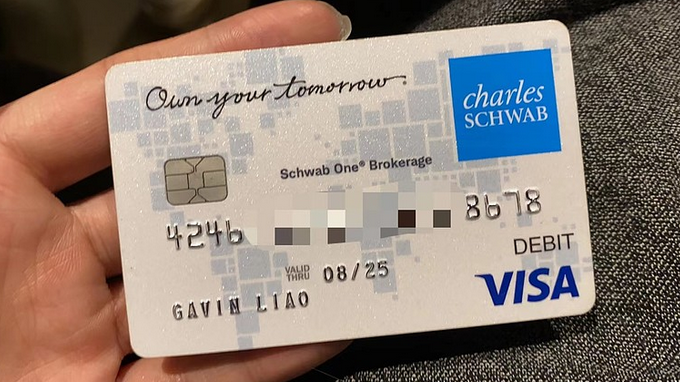 Own your tomorrow.
charles
SCHWAB
Schwab One® Brokerage
4246 8678
DEBIT
VALID
THRU 08/25
VISA
GAVIN LIAO